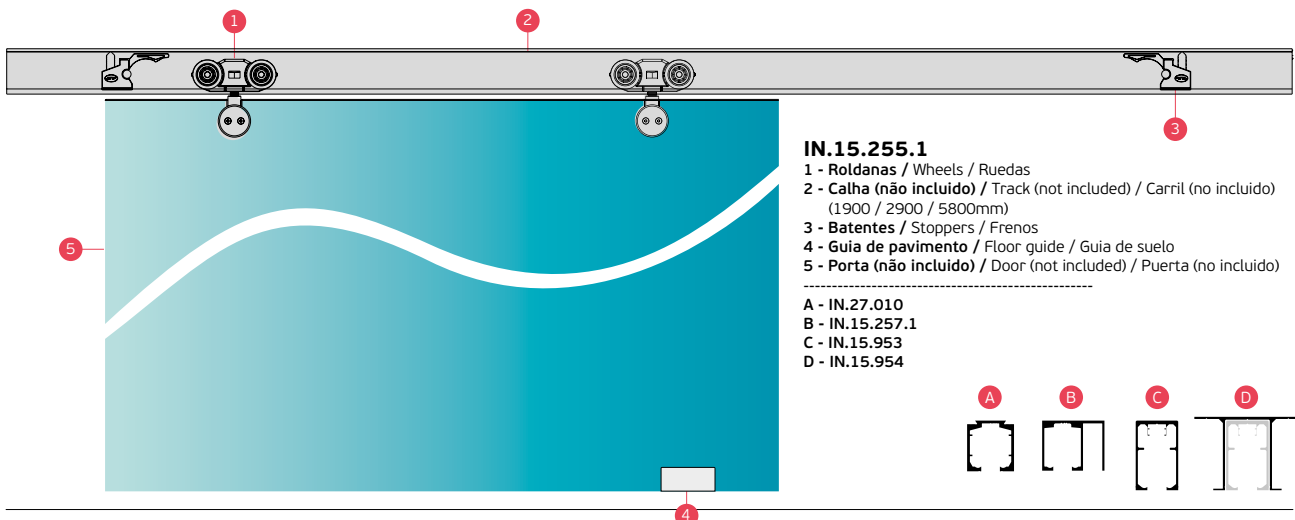 1
2
3
IN.15.255.1
1 - Roldanas / Wheels / Ruedas
2 - Calha (não incluido) / Track (not included) / Carril (no incluido)
(1900 / 2900 / 5800mm)
3 - Batentes / Stoppers / Frenos
4 - Guia de pavimento / Floor guide / Guia de suelo
5 - Porta (não incluido) / Door (not included) / Puerta (no incluido)
----------------------------------------------------
A - IN.27.010
B - IN.15.257.1
C - IN.15.953
D - IN.15.954
5
A
B
C
D
4